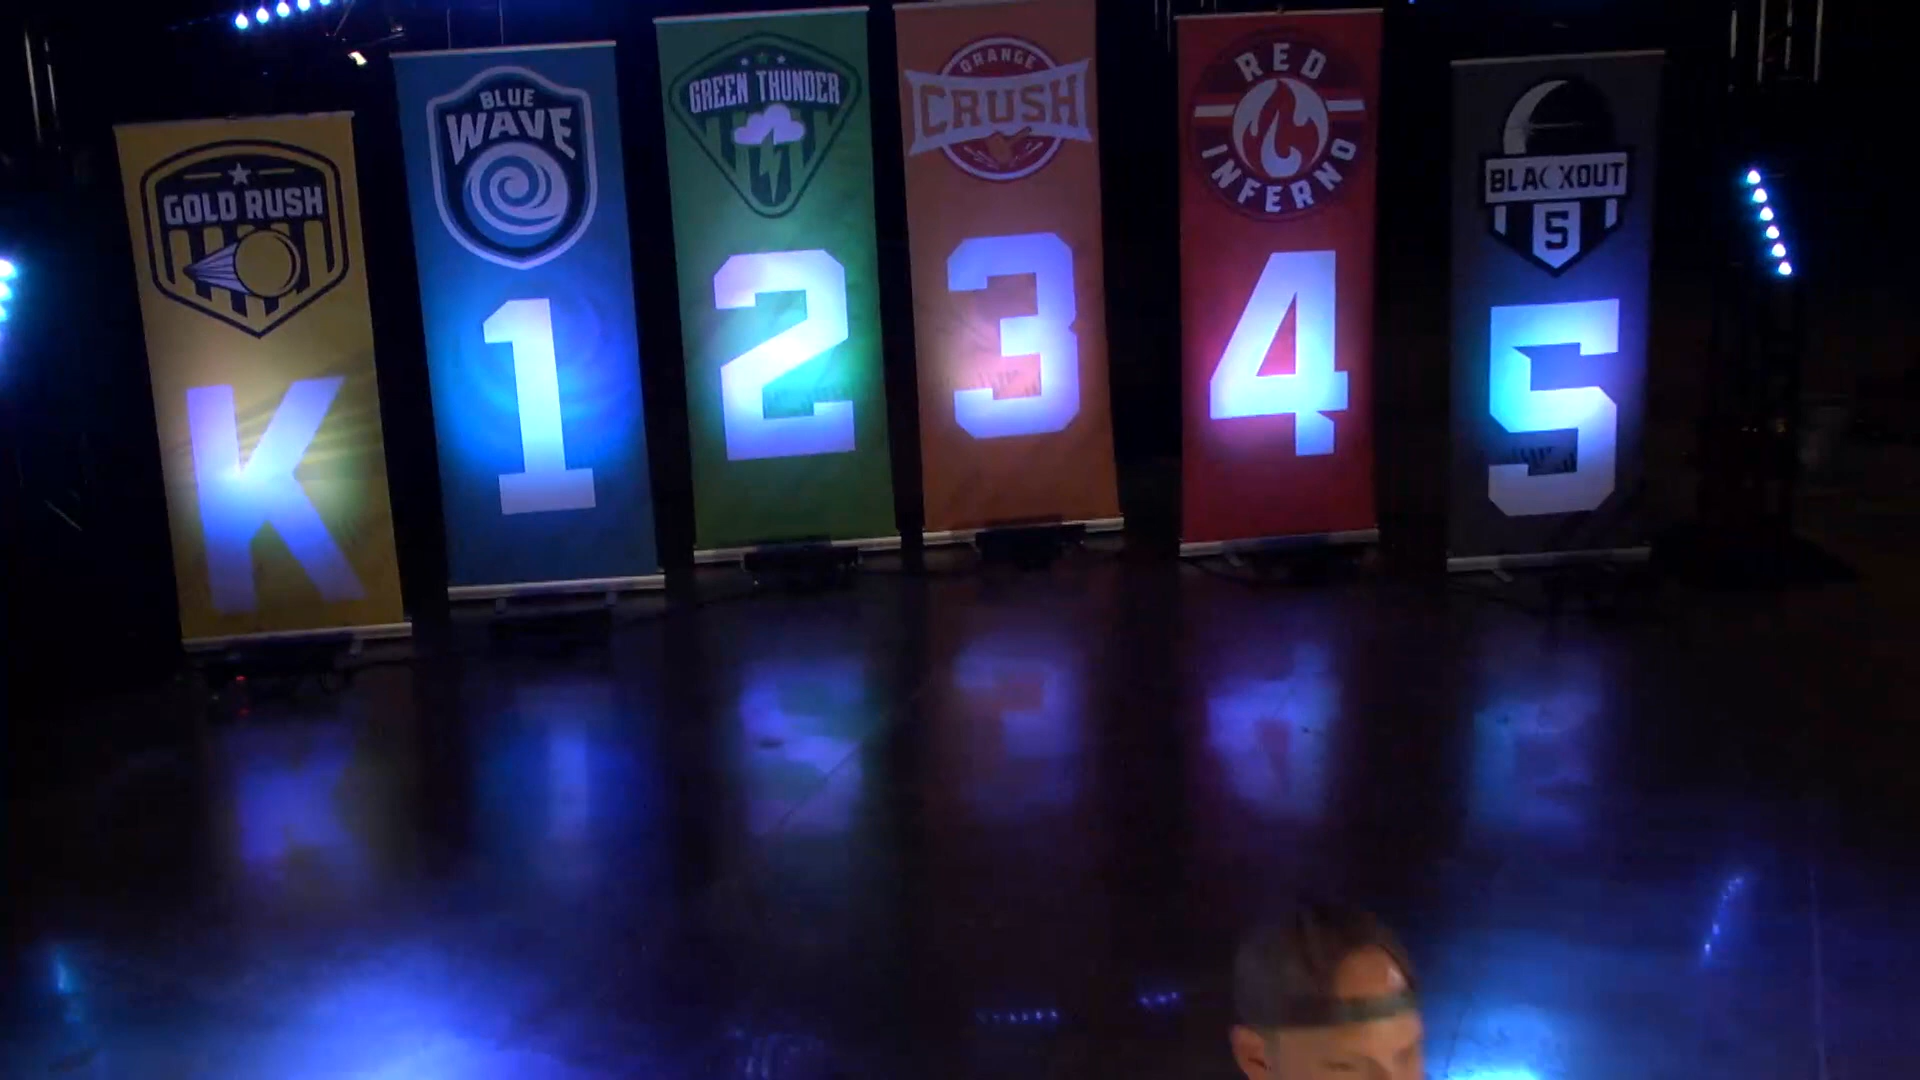 GOLD RUSH
K
BLUE
WAVE
1
GREEN THUNDER
2
ORANGE
CRUSH
3
RED
INFERNO
4
BLACKOUT
5
5